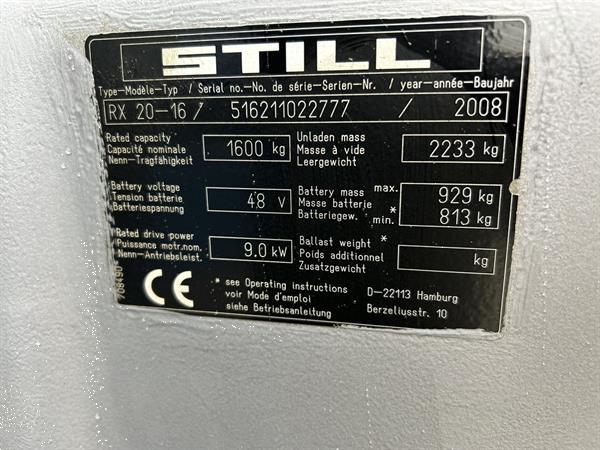 STILL
Type-Modèle-Typ / Serial no.-No. de série-Serien-Nr. / year-année-Baujahr
RX 20-16 / 516211022777 / 2008
Rated capacity
Capacité nominale
Nenn-Tragfähigkeit
1600 kg
Unladen mass
Masse à vide
Leergewicht
2233 kg
Battery voltage
Tension batterie
Batteriespannung
48 V
Battery mass max.
Masse batterie *
Batteriegew. min.
929 kg
813 kg
Rated drive power
Puissance motr.nom.
Nenn-Antriebsleist.
9.0 kW
Ballast weight *
Poids additionnel
Zusatzgewicht
kg
708490
CE
* see Operating instructions
voir Mode d'emploi
siehe Betriebsanleitung
D-22113 Hamburg
Berzeliusstr. 10